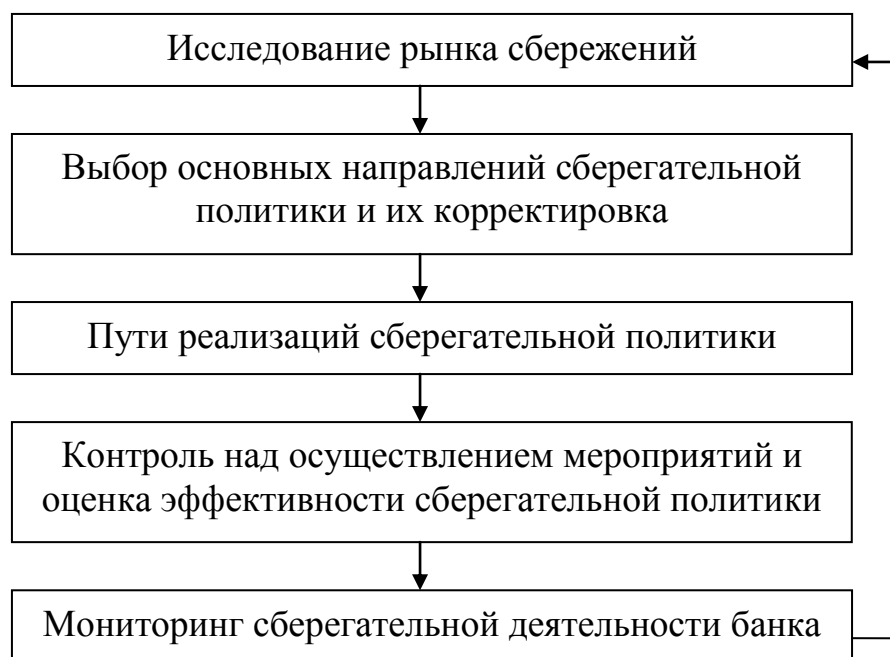 Исследование рынка сбережений
Выбор основных направлений сберегательной
политики и их корректировка
Пути реализаций сберегательной политики
Контроль над осуществлением мероприятий и
оценка эффективности сберегательной политики
Мониторинг сберегательной деятельности банка